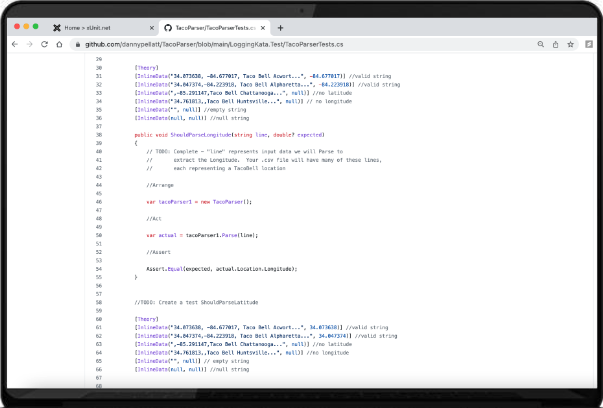 Home > xUnit.net
TacoParser/TacoParserTests.cs
github.com/dannypellatt/TacoParser/blob/main/LoggingKata.Test/TacoParserTests.cs
29
30 [Theory]
31 [InlineData("34.073638, -84.677017, Taco Bell Acwort...", -84.677017)] //valid string
32 [InlineData("34.047374,-84.223918, Taco Bell Alpharetta...", -84.223918)] //valid string
33 [InlineData(",-85.291147,Taco Bell Chattanooga...", null)] //no latitude
34 [InlineData("34.761813,,Taco Bell Huntsville...", null)] // no longitude
35 [InlineData("", null)] //empty string
36 [InlineData(null, null)] //null string
37
38 public void ShouldParseLongitude(string line, double? expected)
39 {
40 // TODO: Complete - "line" represents input data we will Parse to
41 // extract the Longitude. Your .csv file will have many of these lines,
42 // each representing a TacoBell location
43
44 //Arrange
45
46 var tacoParser1 = new TacoParser();
47
48 //Act
49
50 var actual = tacoParser1.Parse(line);
51
52 //Assert
53
54 Assert.Equal(expected, actual.Location.Longitude);
55 }
56
57
58 //TODO: Create a test ShouldParseLatitude
59
60 [Theory]
61 [InlineData("34.073638, -84.677017, Taco Bell Acwort...", 34.073638)] //valid string
62 [InlineData("34.047374,-84.223918, Taco Bell Alpharetta...", 34.047374)] //valid string
63 [InlineData(",-85.291147,Taco Bell Chattanooga...", null)] //no latitude
64 [InlineData("34.761813,,Taco Bell Huntsville...", null)] //no longitude
65 [InlineData("", null)] // empty string
66 [InlineData(null, null)] //null string
67
68